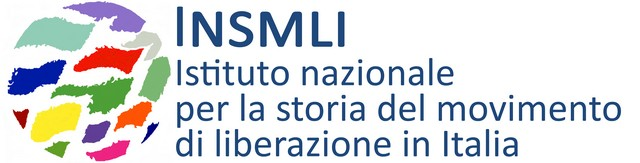 INSMLI
Istituto nazionale
per la storia del movimento
di liberazione in Italia